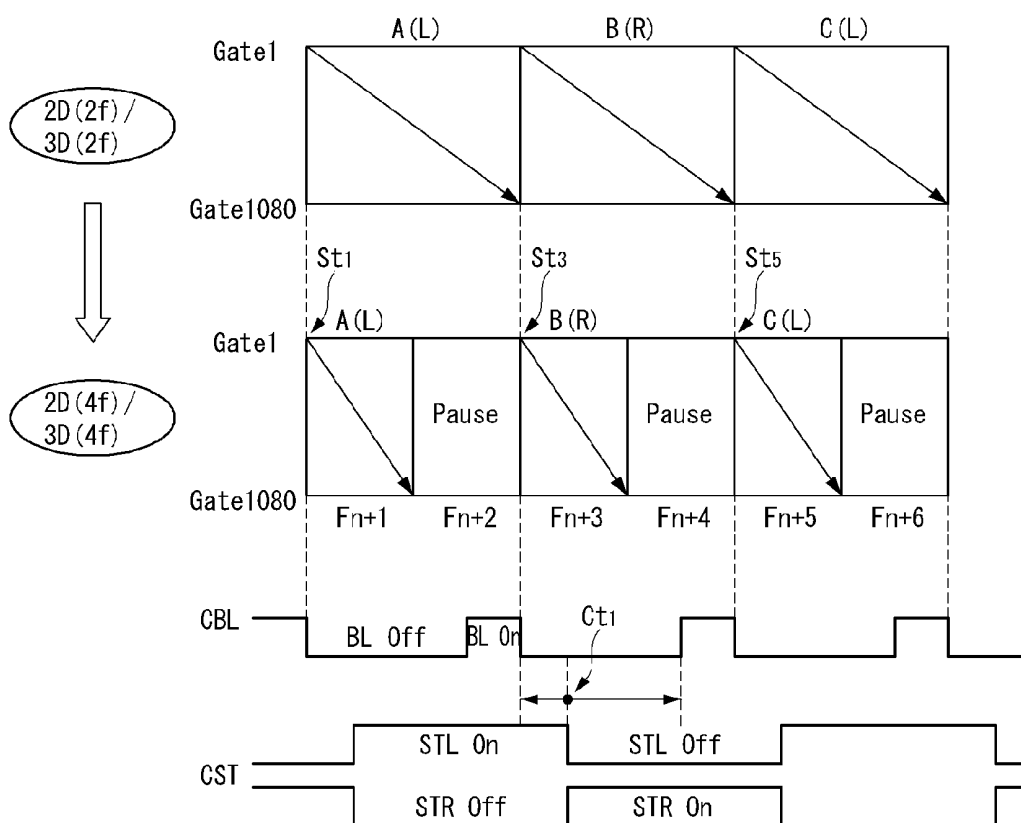 A(L) B(R) C(L)
Gate1
2D(2f)/
3D(2f)
Gate1080
St1 St3 St5
A(L) B(R) C(L)
Gate1
2D(4f)/
3D(4f)
Pause Pause Pause
Gate1080
Fn+1 Fn+2 Fn+3 Fn+4 Fn+5 Fn+6
CBL
BL Off BL On
Ct1
STL On STL Off
CST
STR Off STR On